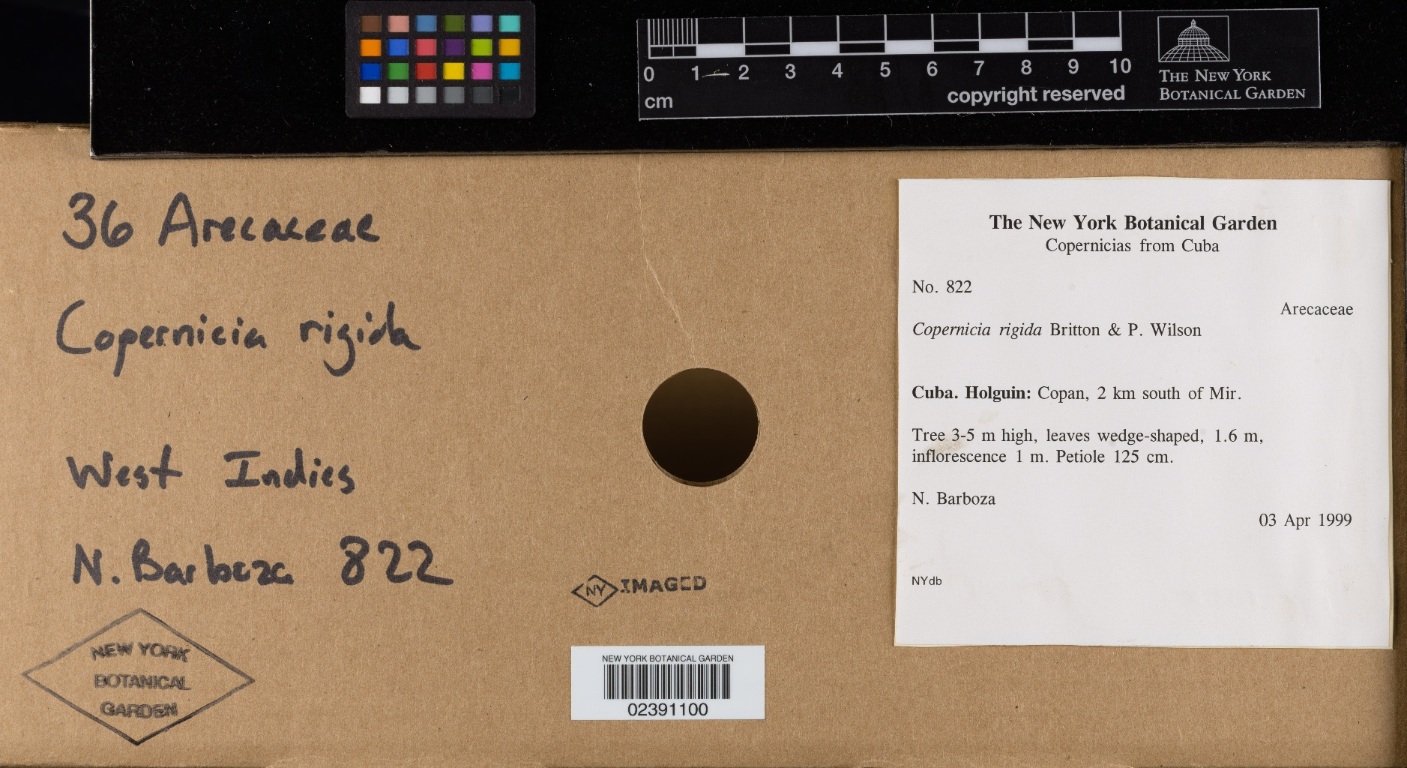 0 1 2 3 4 5 6 7 8 9 10
cm
copyright reserved
THE NEW YORK
BOTANICAL GARDEN
36 Arecaceae
Copernicia rigida
West Indies
N. Barboza 822
NEW YORK
BOTANICAL
GARDEN
NY IMAGED
NEW YORK BOTANICAL GARDEN
02391100
The New York Botanical Garden
Copernicias from Cuba
No. 822
Arecaceae
Copernicia rigida Britton & P. Wilson
Cuba. Holguin: Copan, 2 km south of Mir.
Tree 3-5 m high, leaves wedge-shaped, 1.6 m,
inflorescence 1 m. Petiole 125 cm.
N. Barboza
03 Apr 1999
NYdb